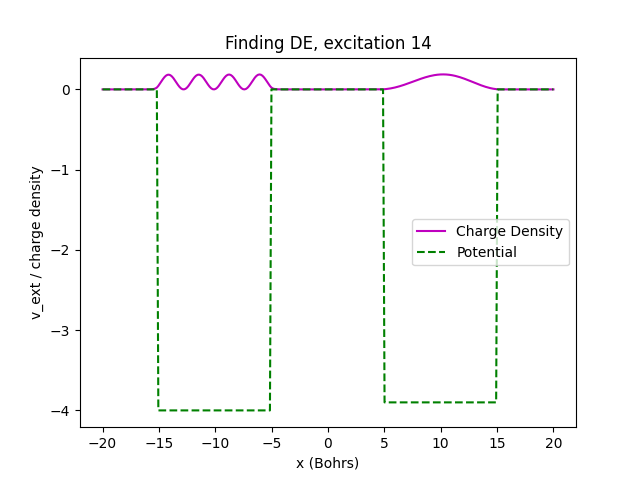 Finding DE, excitation 14
v_ext / charge density
0
−1
−2
−3
−4
Charge Density
Potential
−20 −15 −10 −5 0 5 10 15 20
x (Bohrs)